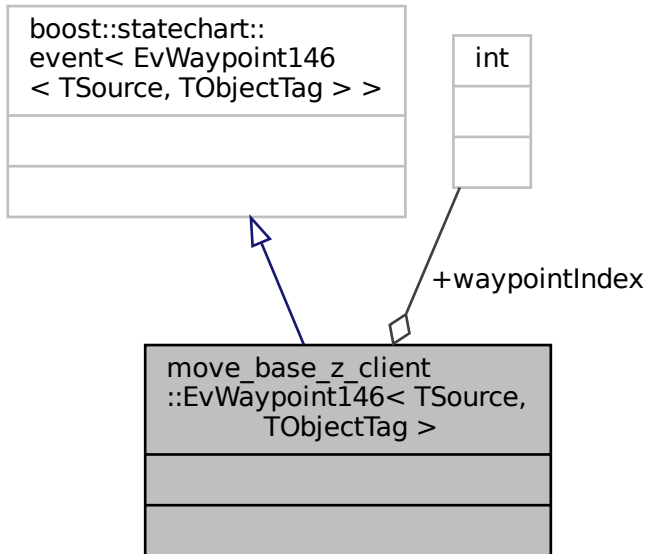 boost::statechart::
event< EvWaypoint146
< TSource, TObjectTag > >
int
+waypointIndex
move_base_z_client
::EvWaypoint146< TSource,
TObjectTag >